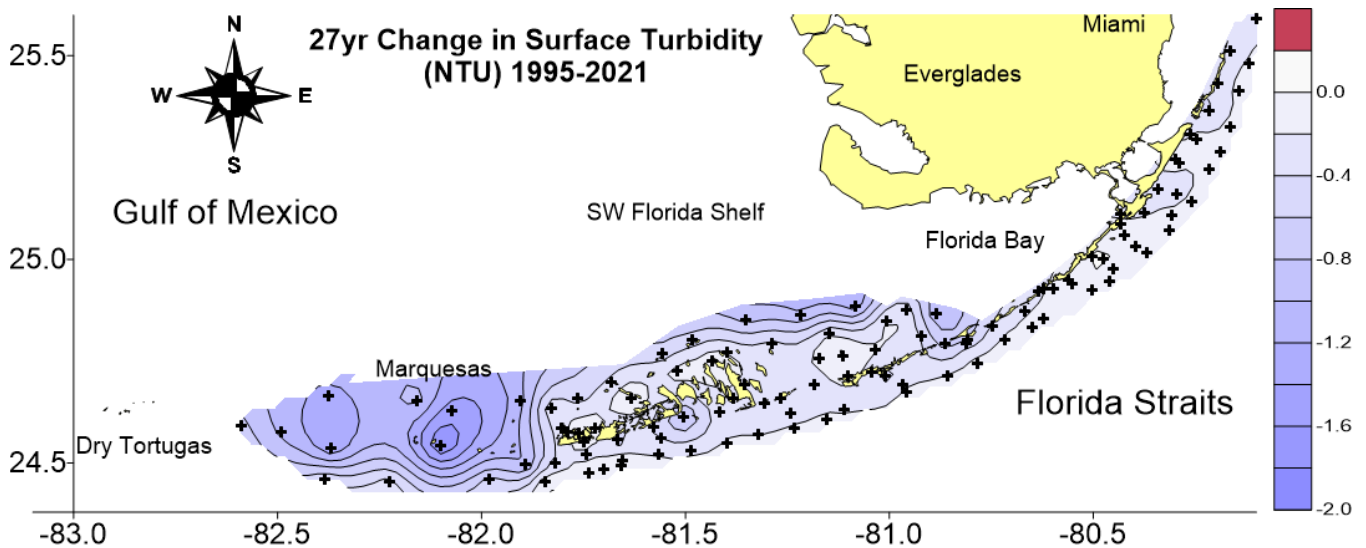 27yr Change in Surface Turbidity
(NTU) 1995-2021
N
W
E
S
Miami
Everglades
Gulf of Mexico
SW Florida Shelf
Florida Bay
Marquesas
Florida Straits
Dry Tortugas
25.5
25.0
24.5
-83.0
-82.5
-82.0
-81.5
-81.0
-80.5
0.0
-0.4
-0.8
-1.2
-1.6
-2.0